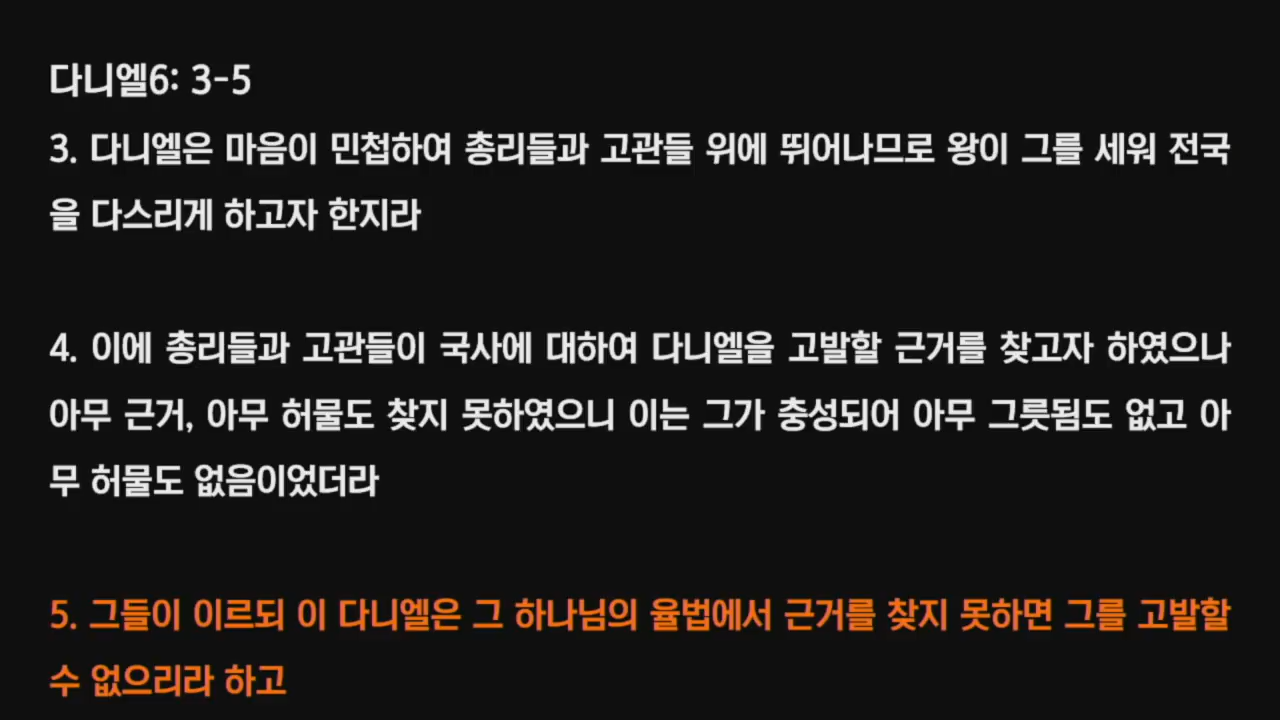 다니엘6: 3-5
3. 다니엘은 마음이 민첩하여 총리들과 고관들 위에 뛰어나므로 왕이 그를 세워 전국
을 다스리게 하고자 한지라
4. 이에 총리들과 고관들이 국사에 대하여 다니엘을 고발할 근거를 찾고자 하였으나
아무 근거, 아무 허물도 찾지 못하였으니 이는 그가 충성되어 아무 그릇됨도 없고 아
무 허물도 없음이었더라
5. 그들이 이르되 이 다니엘은 그 하나님의 율법에서 근거를 찾지 못하면 그를 고발할
수 없으리라 하고